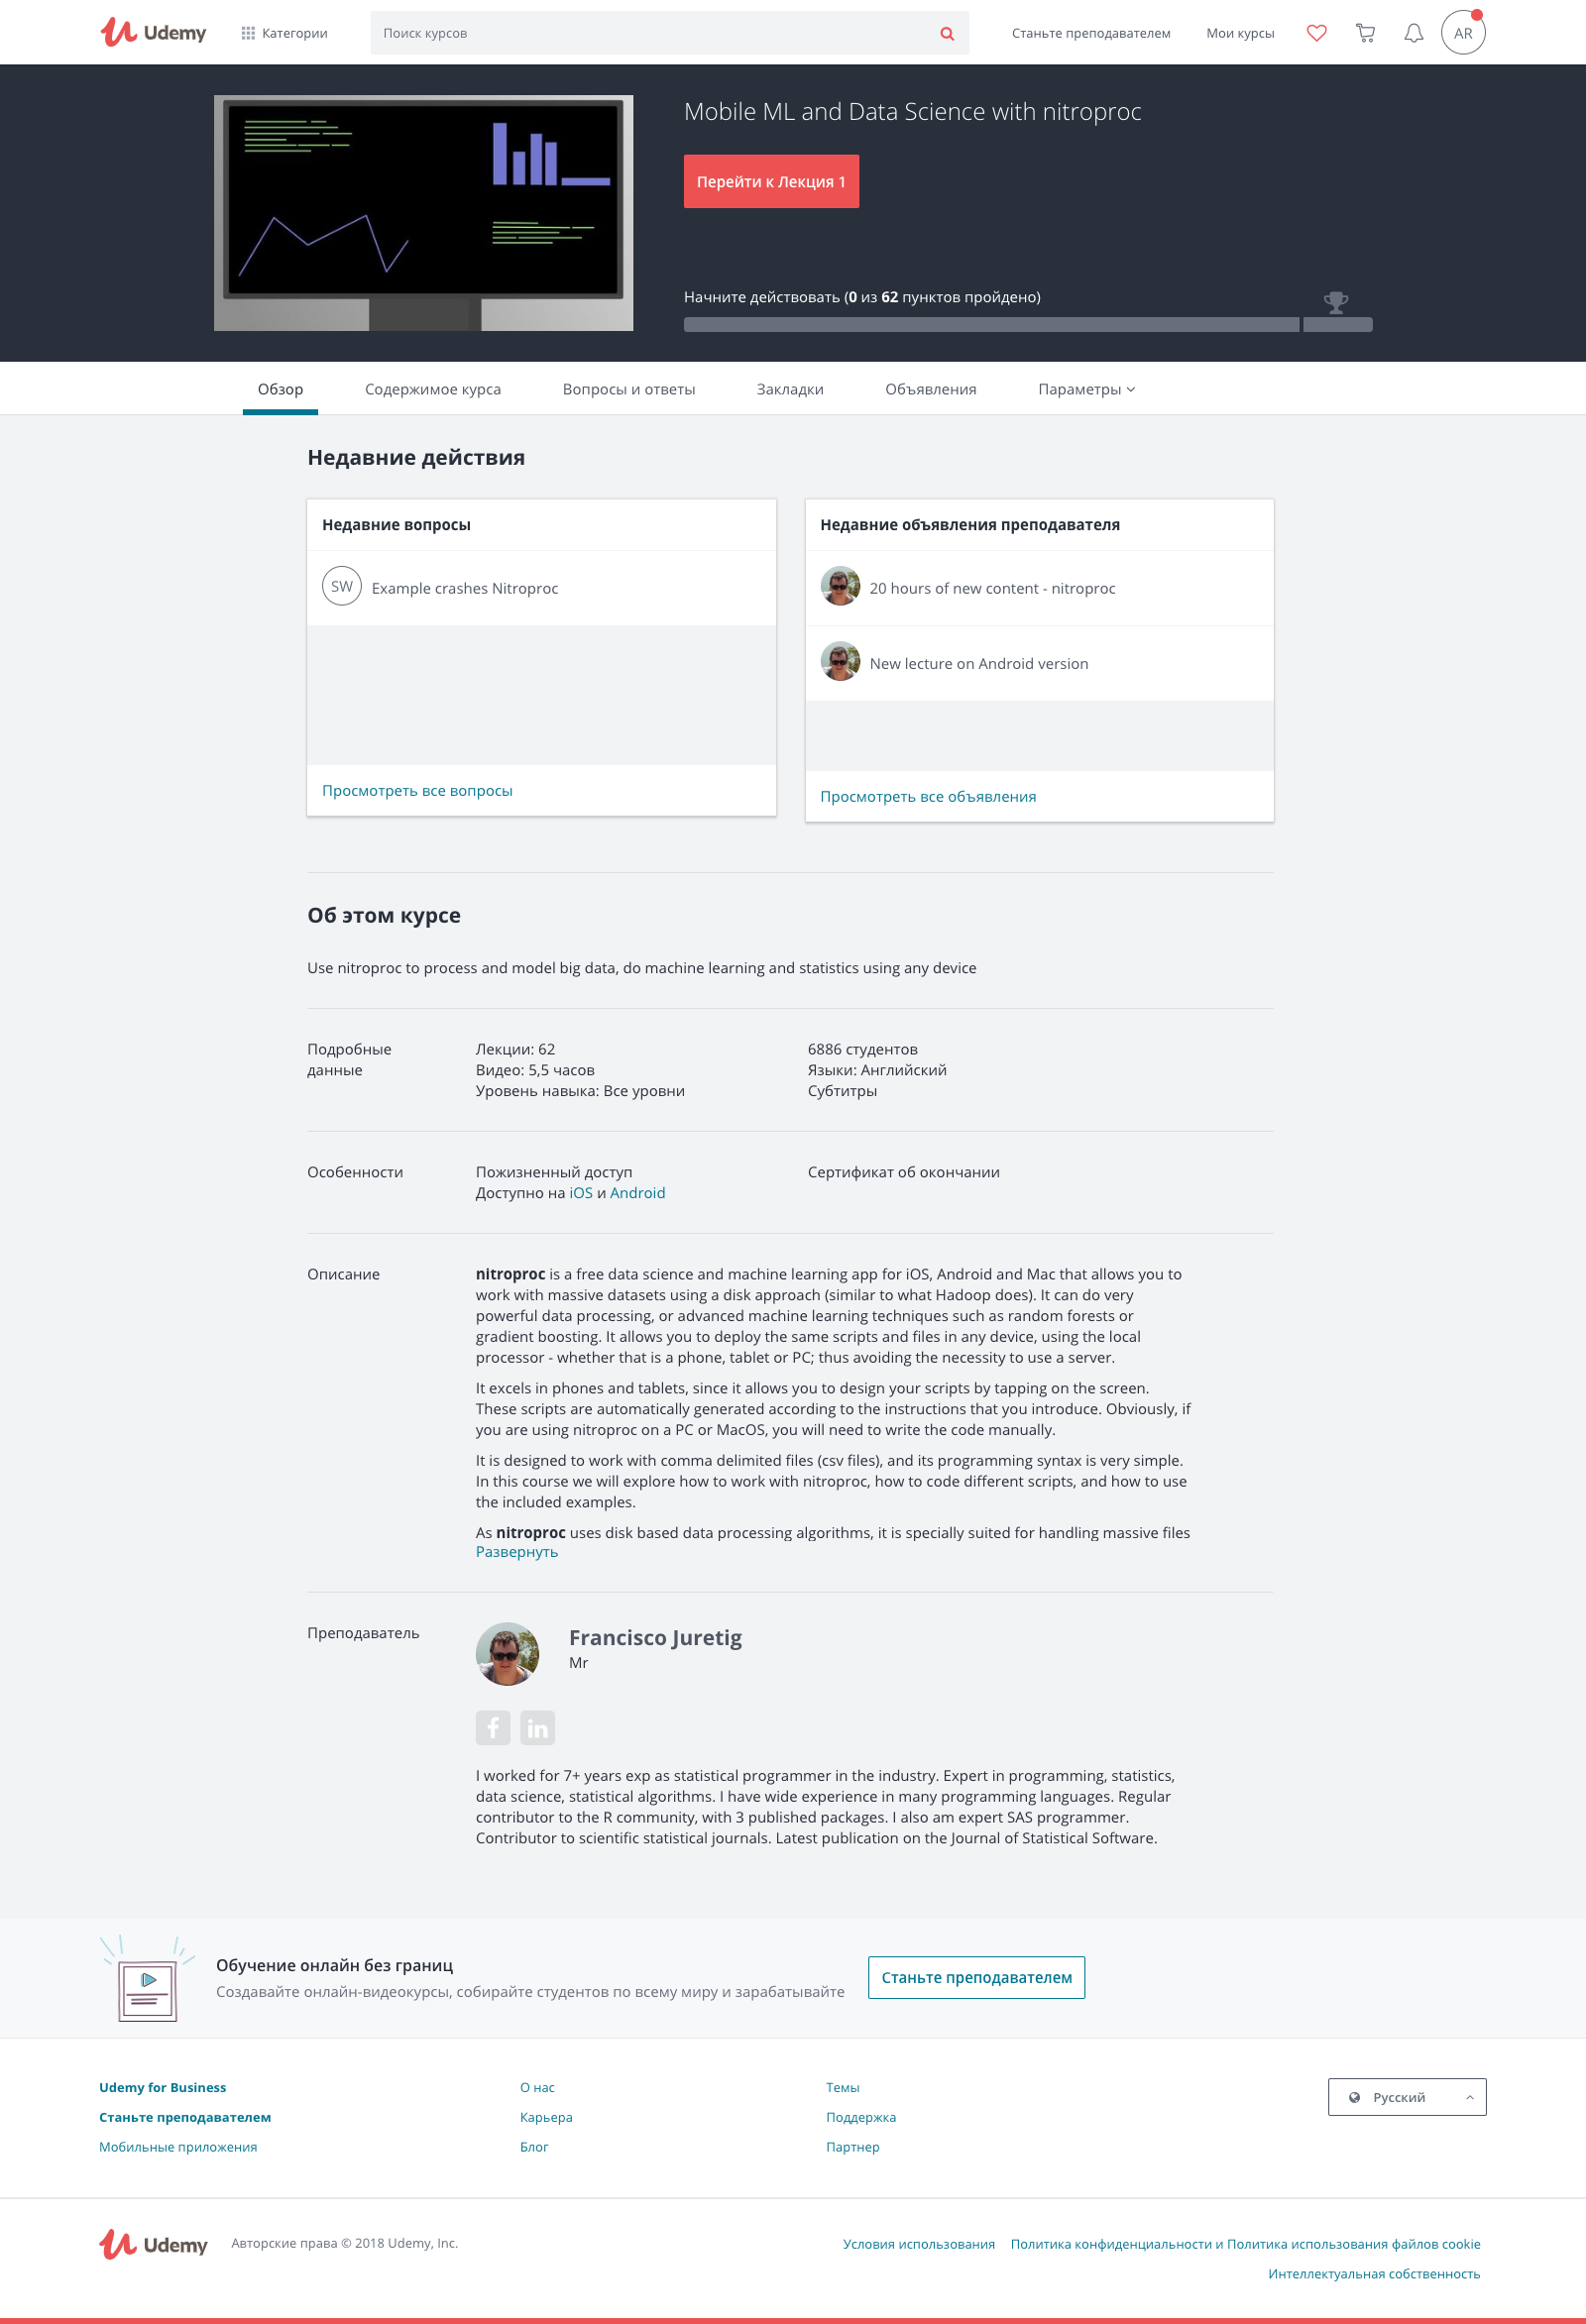 Udemy
Категории
Поиск курсов
Станьте преподавателем
Мои курсы
AR
Mobile ML and Data Science with nitroproc
Перейти к Лекция 1
Начните действовать (0 из 62 пунктов пройдено)
Обзор
Содержимое курса
Вопросы и ответы
Закладки
Объявления
Параметры
Недавние действия
Недавние вопросы
SW
Example crashes Nitroproc
Просмотреть все вопросы
Недавние объявления преподавателя
20 hours of new content - nitroproc
New lecture on Android version
Просмотреть все объявления
Об этом курсе
Use nitroproc to process and model big data, do machine learning and statistics using any device
Подробные
данные
Лекции: 62
Видео: 5,5 часов
Уровень навыка: Все уровни
6886 студентов
Языки: Английский
Субтитры
Особенности
Пожизненный доступ
Доступно на iOS и Android
Сертификат об окончании
Описание
nitroproc is a free data science and machine learning app for iOS, Android and Mac that allows you to
work with massive datasets using a disk approach (similar to what Hadoop does). It can do very
powerful data processing, or advanced machine learning techniques such as random forests or
gradient boosting. It allows you to deploy the same scripts and files in any device, using the local
processor - whether that is a phone, tablet or PC; thus avoiding the necessity to use a server.
It excels in phones and tablets, since it allows you to design your scripts by tapping on the screen.
These scripts are automatically generated according to the instructions that you introduce. Obviously, if
you are using nitroproc on a PC or MacOS, you will need to write the code manually.
It is designed to work with comma delimited files (csv files), and its programming syntax is very simple.
In this course we will explore how to work with nitroproc, how to code different scripts, and how to use
the included examples.
As nitroproc uses disk based data processing algorithms, it is specially suited for handling massive files
Развернуть
Преподаватель
Francisco Juretig
Mr
I worked for 7+ years exp as statistical programmer in the industry. Expert in programming, statistics,
data science, statistical algorithms. I have wide experience in many programming languages. Regular
contributor to the R community, with 3 published packages. I also am expert SAS programmer.
Contributor to scientific statistical journals. Latest publication on the Journal of Statistical Software.
Обучение онлайн без границ
Создавайте онлайн-видеокурсы, собирайте студентов по всему миру и зарабатывайте
Станьте преподавателем
Udemy for Business
Станьте преподавателем
Мобильные приложения
О нас
Карьера
Блог
Темы
Поддержка
Партнер
Русский
Udemy
Авторские права © 2018 Udemy, Inc.
Условия использования
Политика конфиденциальности и Политика использования файлов cookie
Интеллектуальная собственность